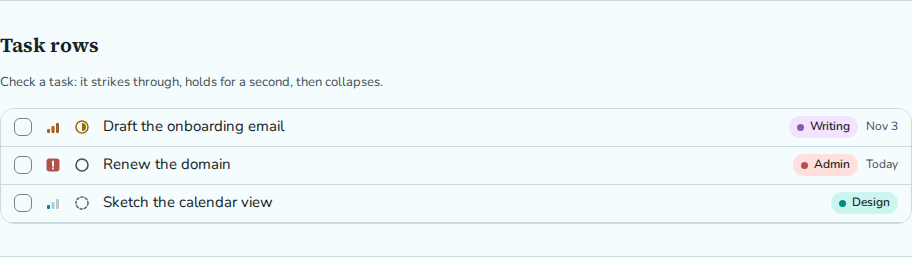 Task rows
Check a task: it strikes through, holds for a second, then collapses.
Draft the onboarding email Writing Nov 3
Renew the domain Admin Today
Sketch the calendar view Design